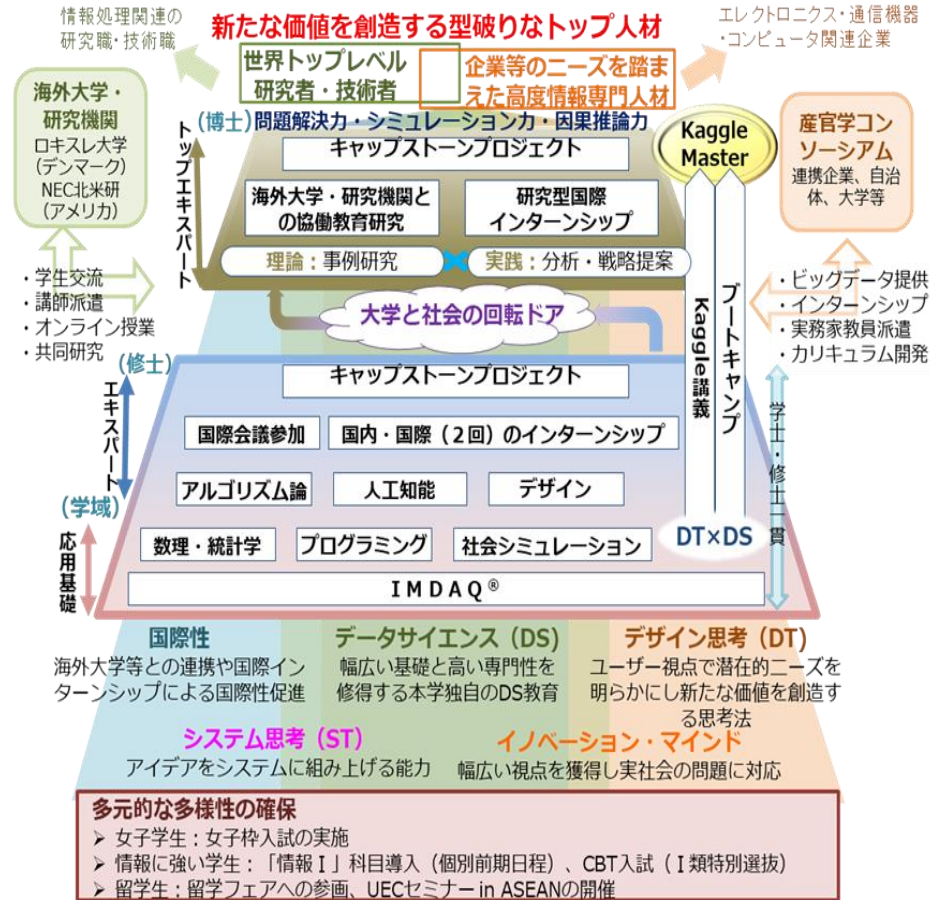 情報処理関連の
研究職・技術職
新たな価値を創造する型破りなトップ人材
エレクトロニクス・通信機器
・コンピュータ関連企業
世界トップレベル
研究者・技術者
企業等のニーズを踏ま
えた高度情報専門人材
海外大学・
研究機関
ロキスレ大学
(デンマーク)
NEC北米研
(アメリカ)
・学生交流
・講師派遣
・オンライン授業
・共同研究
トップエキスパート
(博士)
問題解決力・シミュレーション力・因果推論力
キャップストーンプロジェクト
海外大学・研究機関と
の協働教育研究
研究型国際
インターンシップ
理論:事例研究
実践:分析・戦略提案
Kaggle
Master
産官学コン
ソーシアム
連携企業、自治
体、大学等
・ビッグデータ提供
・インターンシップ
・実務家教員派遣
・カリキュラム開発
大学と社会の回転ドア
Kaggle講義
ブートキャンプ
DT×DS
(修士)
エキスパート
(学域)
応用基礎
キャップストーンプロジェクト
国際会議参加
国内・国際(2回)のインターンシップ
アルゴリズム論
人工知能
デザイン
数理・統計学
プログラミング
社会シミュレーション
IMDAQ®
学士・修士一貫
国際性
海外大学等との連携や国際イン
ターンシップによる国際性促進
データサイエンス(DS)
幅広い基礎と高い専門性を
修得する本学独自のDS教育
デザイン思考(DT)
ユーザー視点で潜在的ニーズを
明らかにし新たな価値を創造す
る思考法
システム思考(ST)
アイデアをシステムに組み上げる能力
イノベーション・マインド
幅広い視点を獲得し実社会の問題に対応
多元的な多様性の確保
➢ 女子学生:女子枠入試の実施
➢ 情報に強い学生:「情報Ⅰ」科目導入(個別前期日程)、CBT入試(Ⅰ類特別選抜)
➢ 留学生:留学フェアへの参画、UECセミナー in ASEANの開催